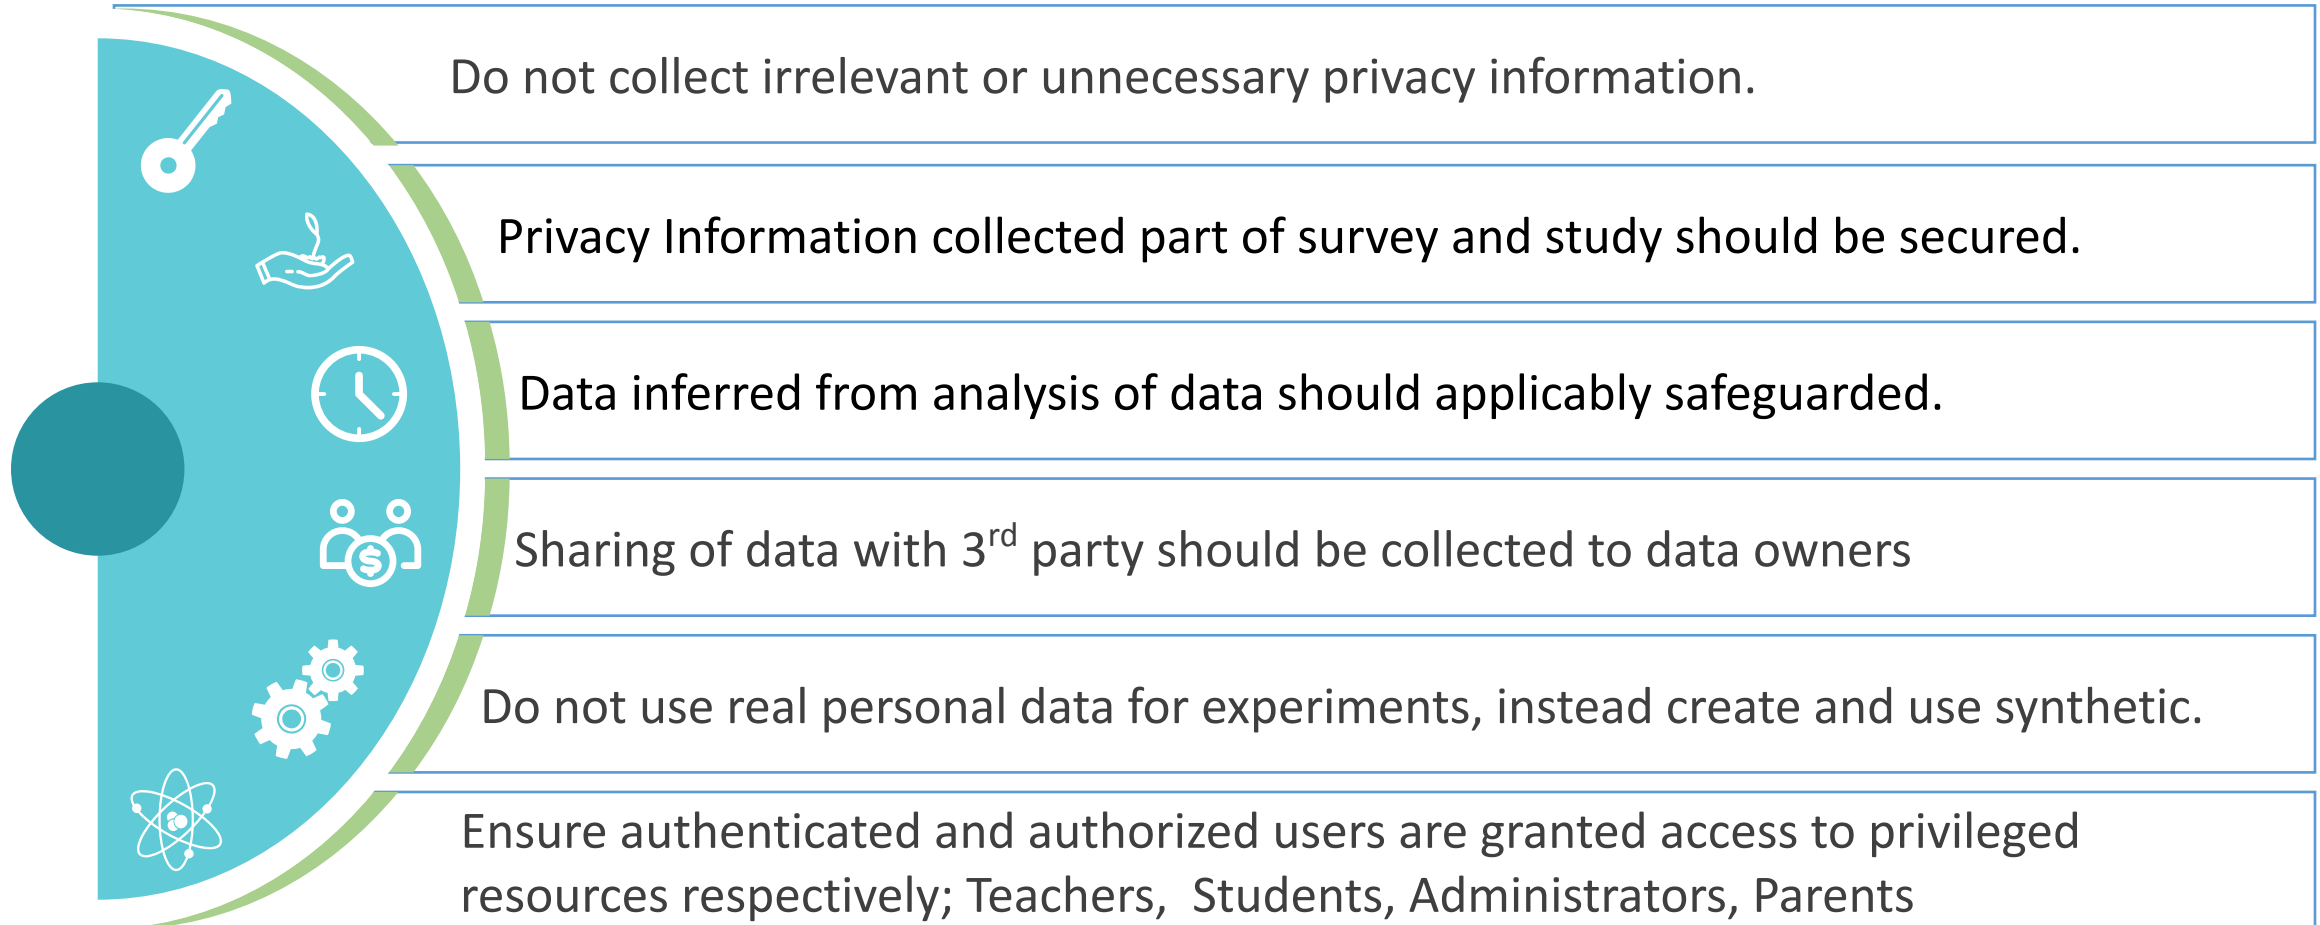 Do not collect irrelevant or unnecessary privacy information.
Privacy Information collected part of survey and study should be secured.
Data inferred from analysis of data should applicably safeguarded.
Sharing of data with 3rd party should be collected to data owners
Do not use real personal data for experiments, instead create and use synthetic.
Ensure authenticated and authorized users are granted access to privileged
resources respectively; Teachers, Students, Administrators, Parents